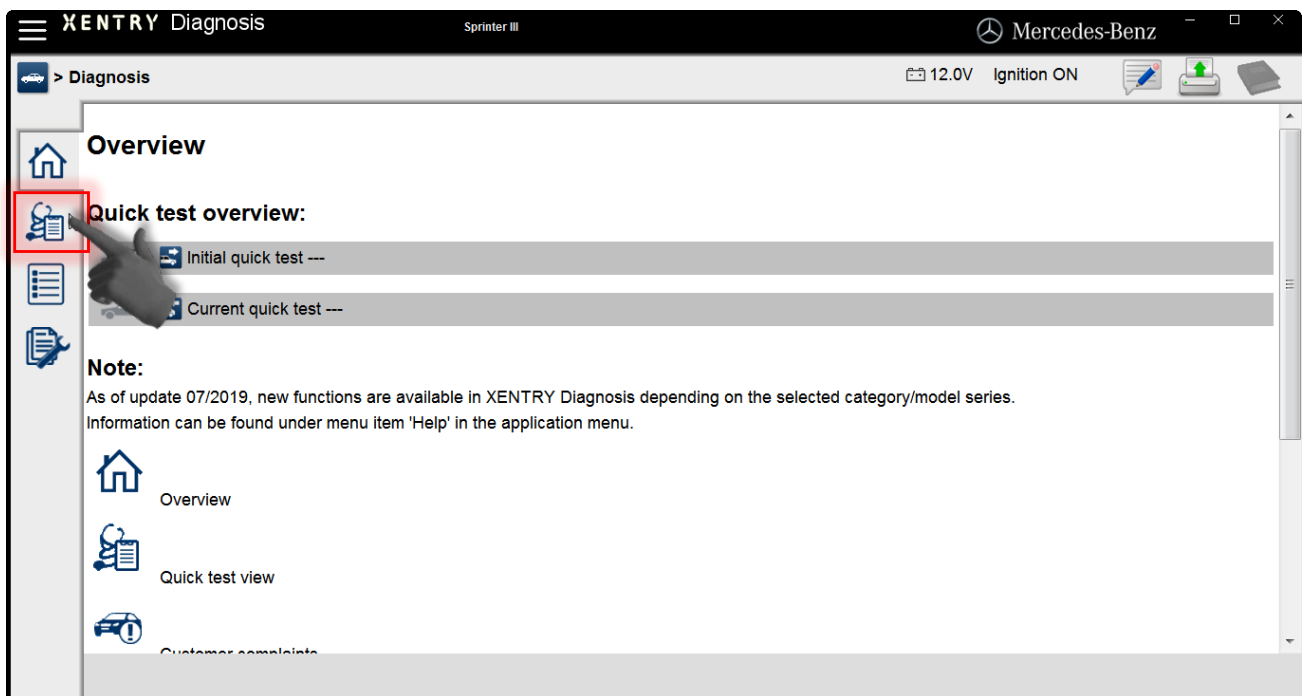 XENTRY Diagnosis
Sprinter III
Mercedes-Benz
> Diagnosis
12.0V
Ignition ON
Overview
Quick test overview:
Initial quick test ---
Current quick test ---
Note:
As of update 07/2019, new functions are available in XENTRY Diagnosis depending on the selected category/model series.
Information can be found under menu item 'Help' in the application menu.
Overview
Quick test view
Customer complaints